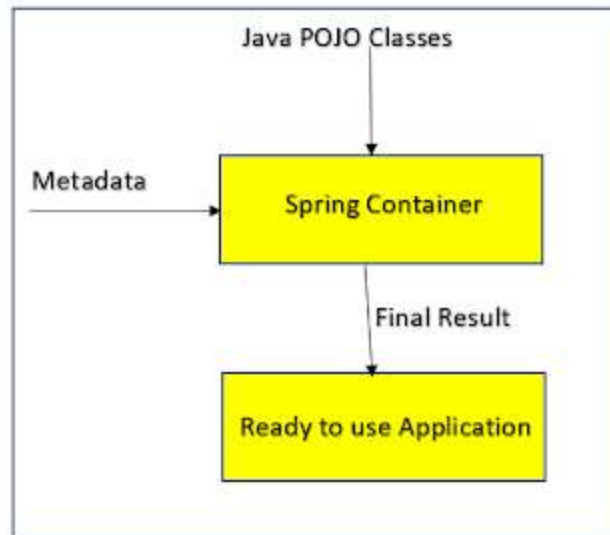 Java POJO Classes
Metadata
Spring Container
Final Result
Ready to use Application